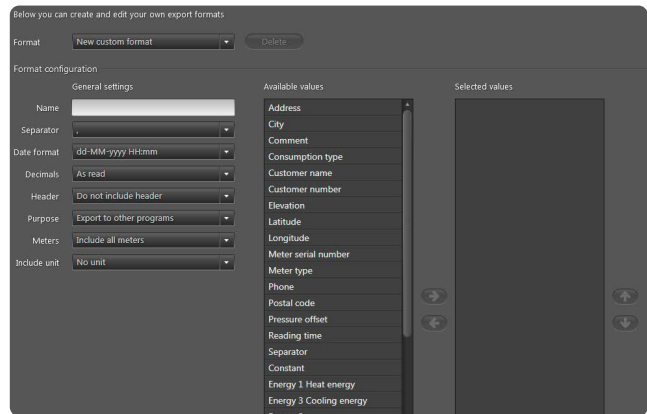 Below you can create and edit your own export formats
Format New custom format Delete
Format configuration
General settings Available values Selected values
Name
Separator ,
Date format dd-MM-yyyy HH:mm
Decimals As read
Header Do not include header
Purpose Export to other programs
Meters Include all meters
Include unit No unit
Address
City
Comment
Consumption type
Customer name
Customer number
Elevation
Latitude
Longitude
Meter serial number
Meter type
Phone
Postal code
Pressure offset
Reading time
Separator
Constant
Energy 1 Heat energy
Energy 3 Cooling energy